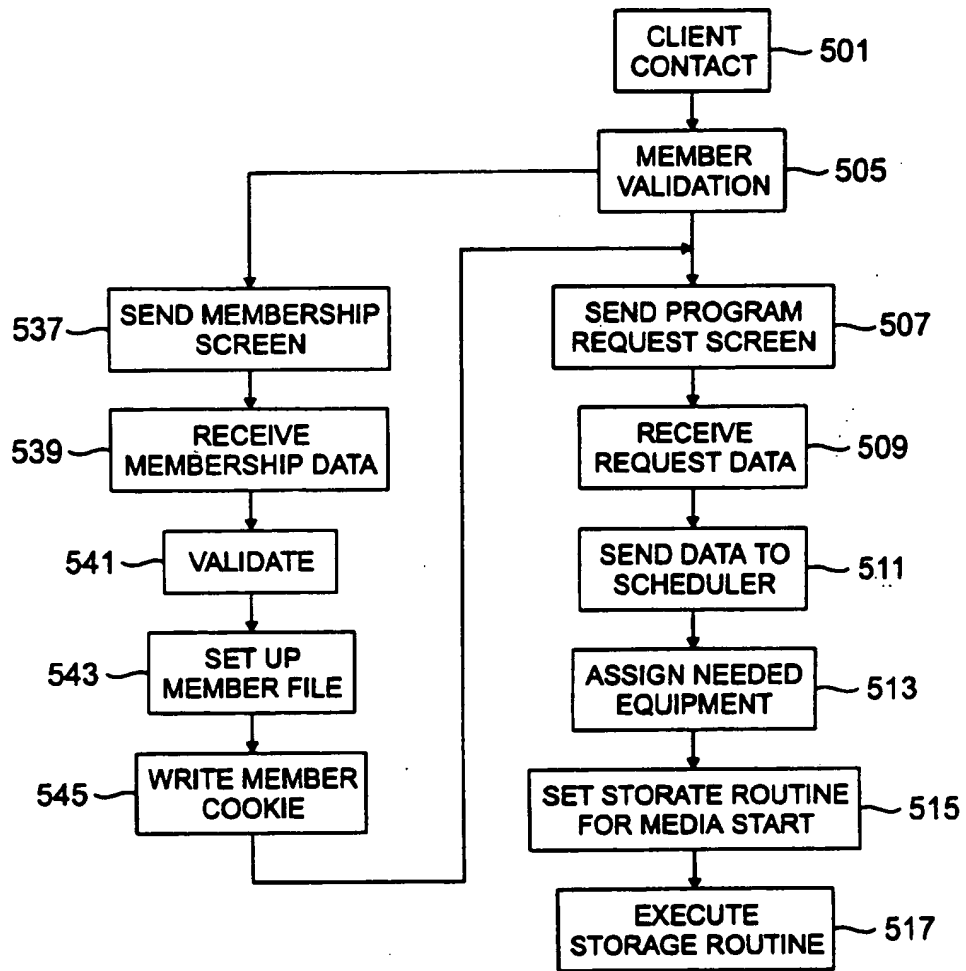 CLIENT
CONTACT
501
MEMBER
VALIDATION
505
537
SEND MEMBERSHIP
SCREEN
539
RECEIVE
MEMBERSHIP DATA
541
VALIDATE
543
SET UP
MEMBER FILE
545
WRITE MEMBER
COOKIE
SEND PROGRAM
REQUEST SCREEN
507
RECEIVE
REQUEST DATA
509
SEND DATA TO
SCHEDULER
511
ASSIGN NEEDED
EQUIPMENT
513
SET STORATE ROUTINE
FOR MEDIA START
515
EXECUTE
STORAGE ROUTINE
517